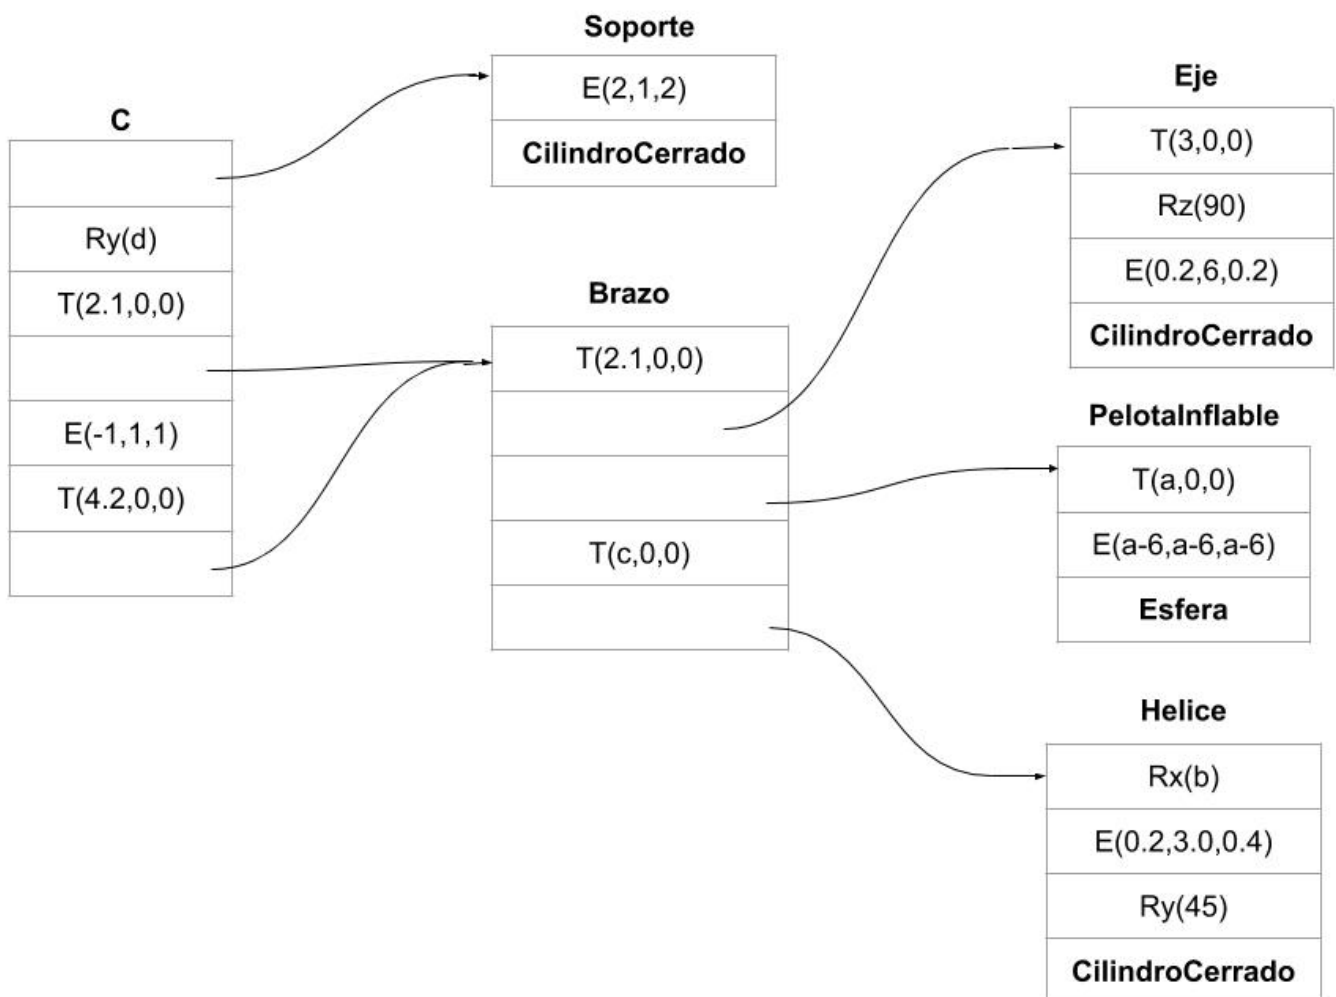 C
Ry(d)
T(2.1,0,0)
E(-1,1,1)
T(4.2,0,0)
Soporte
E(2,1,2)
CilindroCerrado
Brazo
T(2.1,0,0)
T(c,0,0)
Eje
T(3,0,0)
Rz(90)
E(0.2,6,0.2)
CilindroCerrado
PelotaInflable
T(a,0,0)
E(a-6,a-6,a-6)
Esfera
Helice
Rx(b)
E(0.2,3.0,0.4)
Ry(45)
CilindroCerrado